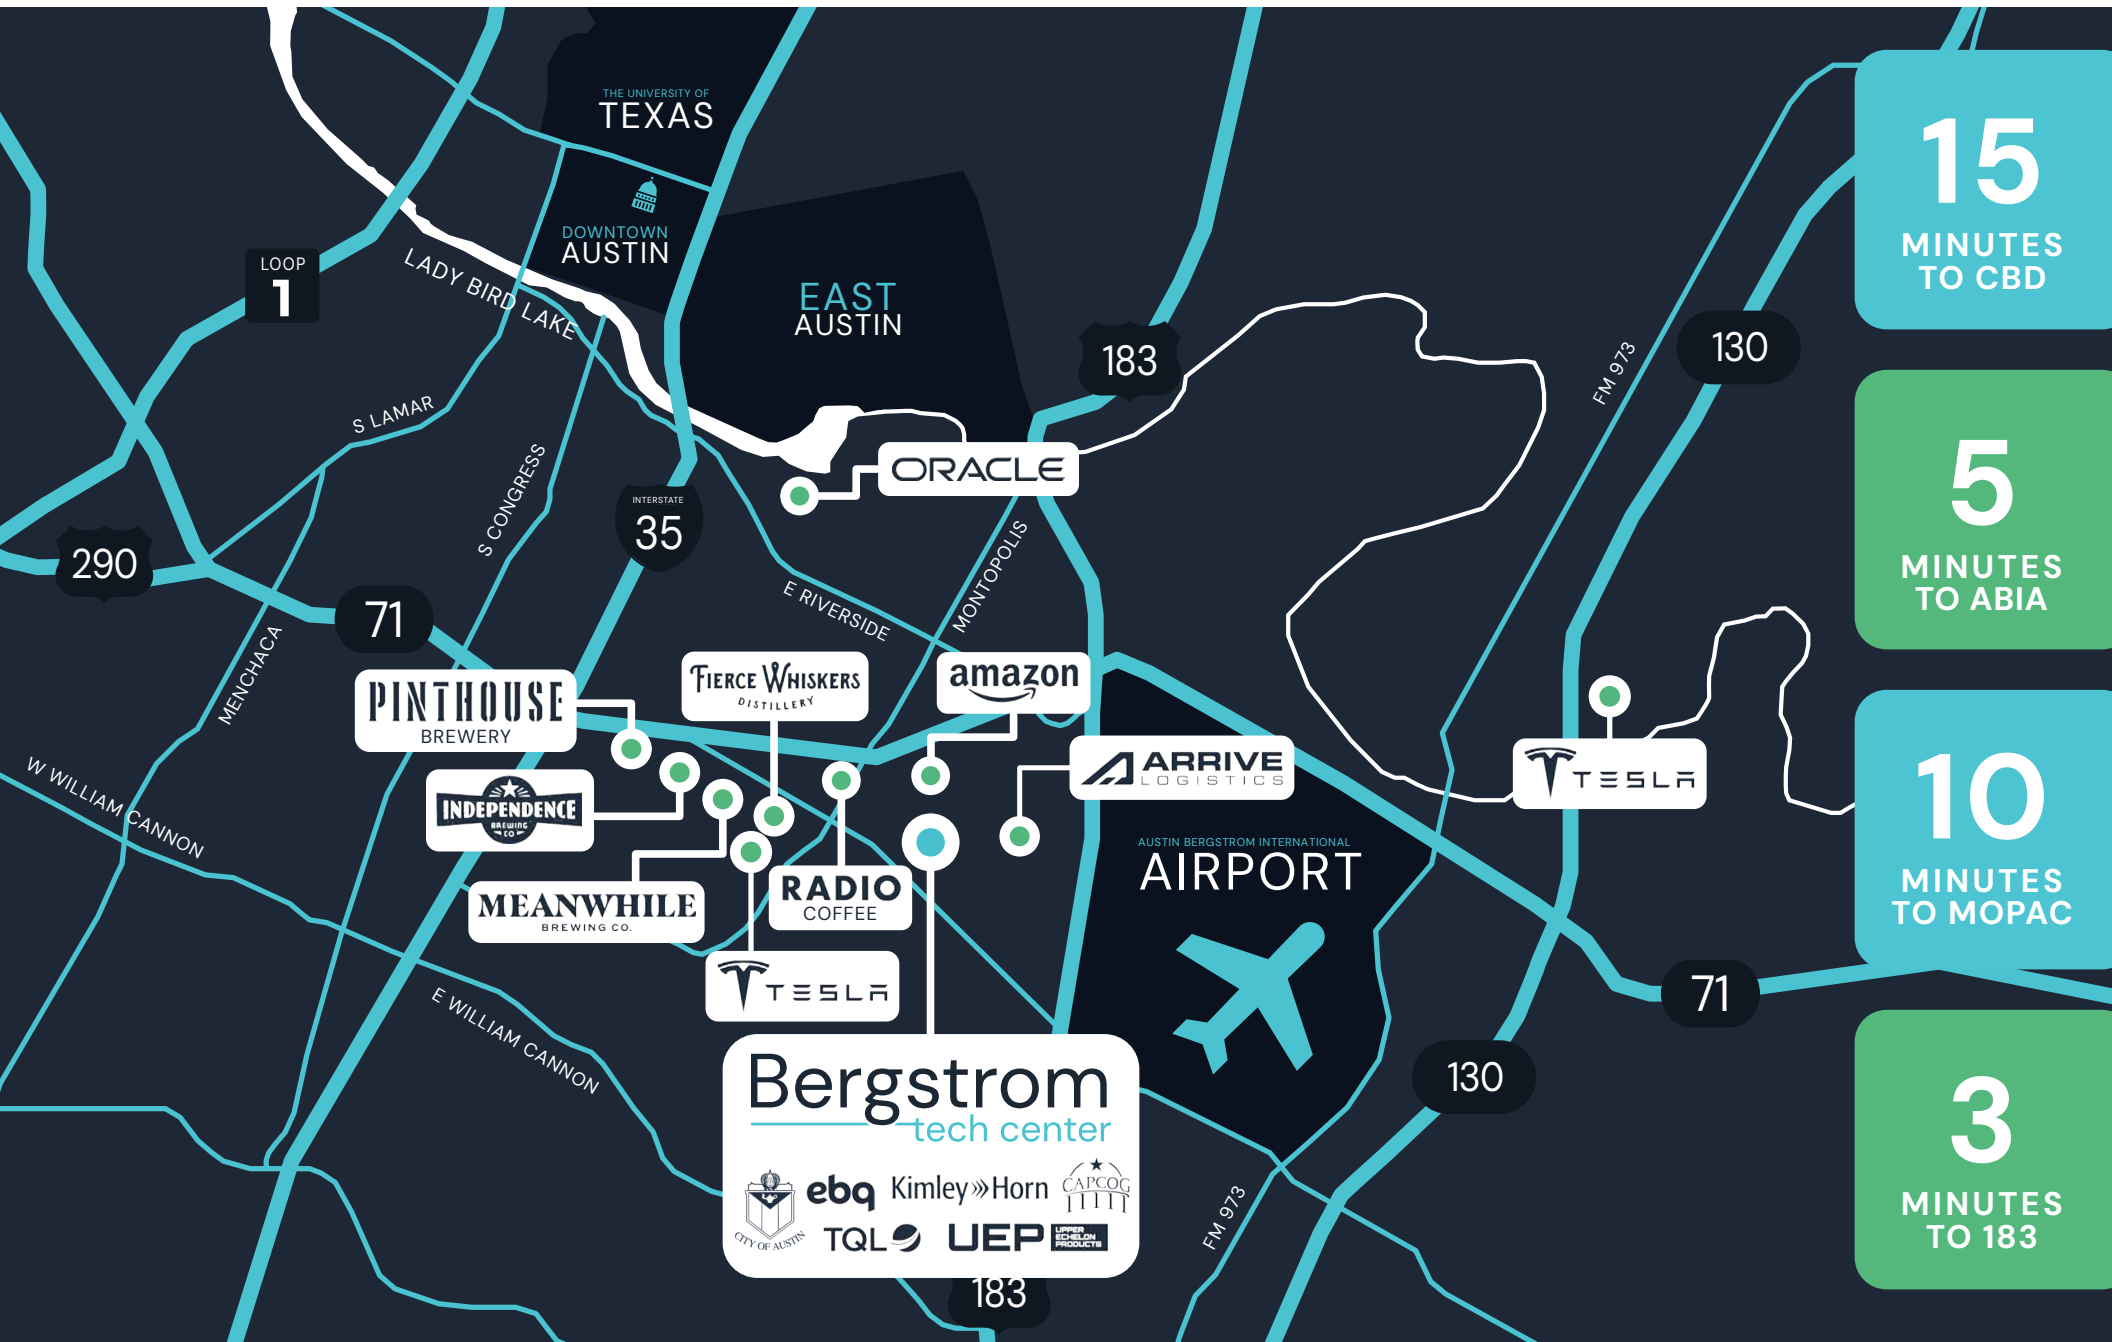 THE UNIVERSITY OF
TEXAS
DOWNTOWN
AUSTIN
EAST
AUSTIN
LOOP
1
LADY BIRD LAKE
S LAMAR
S CONGRESS
183
FM 973
130
ORACLE
INTERSTATE
35
290
71
MENCHACA
E RIVERSIDE
MONTOPOLIS
PINTHOUSE
BREWERY
FIERCE WHISKERS
DISTILLERY
amazon
INDEPENDENCE
BREWING
CO
ARRIVE
LOGISTICS
TESLA
W WILLIAM CANNON
MEANWHILE
BREWING CO.
RADIO
COFFEE
TESLA
AUSTIN BERGSTROM INTERNATIONAL
AIRPORT
E WILLIAM CANNON
71
130
Bergstrom
tech center
CITY OF AUSTIN
ebq
Kimley»Horn
CAPCOG
TQL
UEP
UPPER
ECHELON
PRODUCTS
183
FM 973
15
MINUTES
TO CBD
5
MINUTES
TO ABIA
10
MINUTES
TO MOPAC
3
MINUTES
TO 183